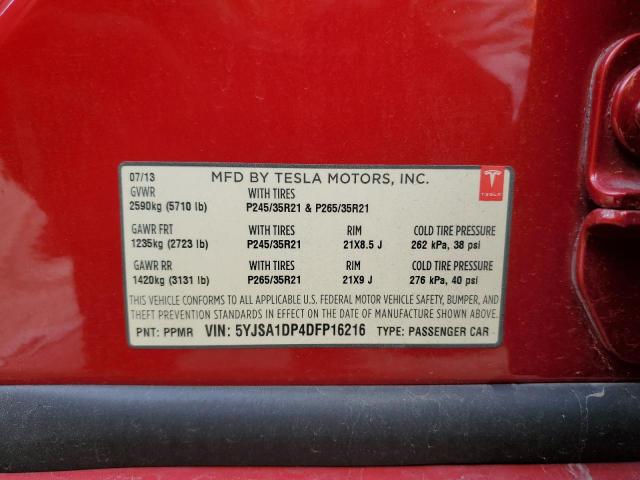 07/13 MFD BY TESLA MOTORS, INC.
TESLA
GVWR WITH TIRES
2590kg (5710 lb) P245/35R21 & P265/35R21
GAWR FRT WITH TIRES RIM COLD TIRE PRESSURE
1235kg (2723 lb) P245/35R21 21X8.5 J 262 kPa, 38 psi
GAWR RR WITH TIRES RIM COLD TIRE PRESSURE
1420kg (3131 lb) P265/35R21 21X9 J 276 kPa, 40 psi
THIS VEHICLE CONFORMS TO ALL APPLICABLE U.S. FEDERAL MOTOR VEHICLE SAFETY, BUMPER, AND
THEFT PREVENTION STANDARDS IN EFFECT ON THE DATE OF MANUFACTURE SHOWN ABOVE.
PNT: PPMR VIN: 5YJSA1DP4DFP16216 TYPE: PASSENGER CAR